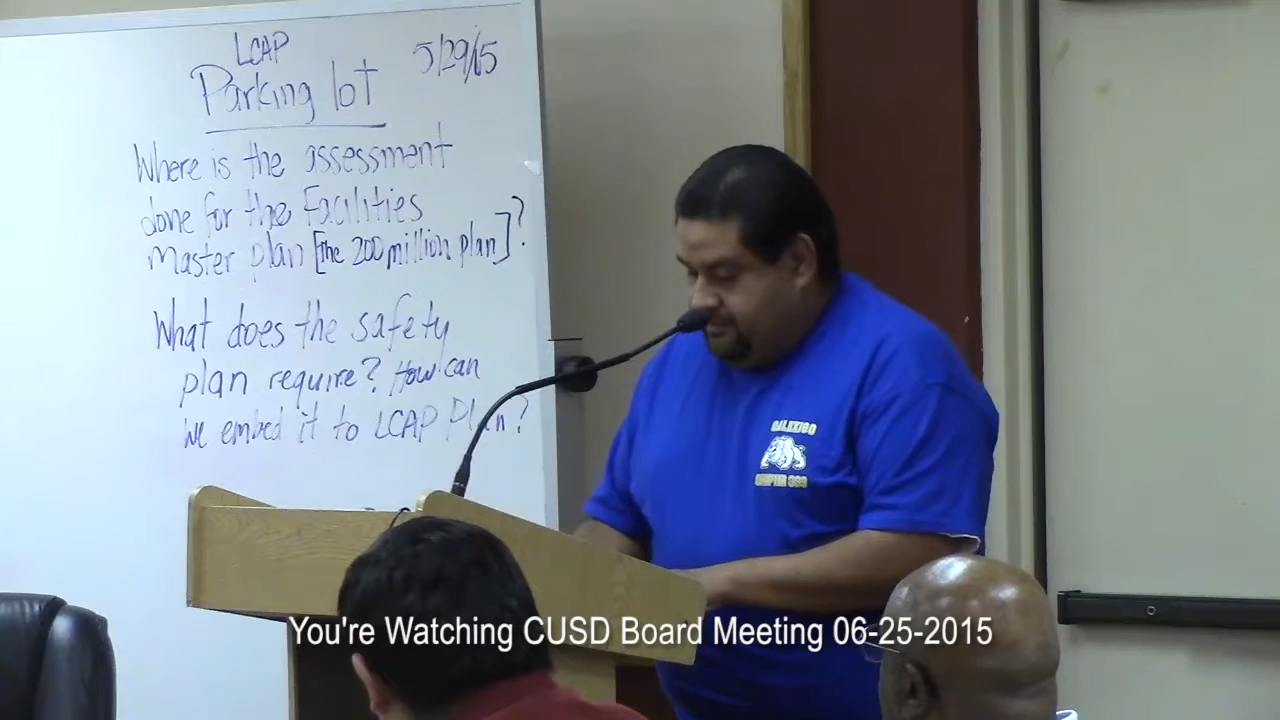 LCAP
5/29/15
Parking lot
Where is the assessment
done for the Facilities
Master plan [the 200 million plan]?
What does the safety
plan require? How can
we embed it to LCAP Plan?
CALEXICO
CHAPTER 399
You're Watching CUSD Board Meeting 06-25-2015